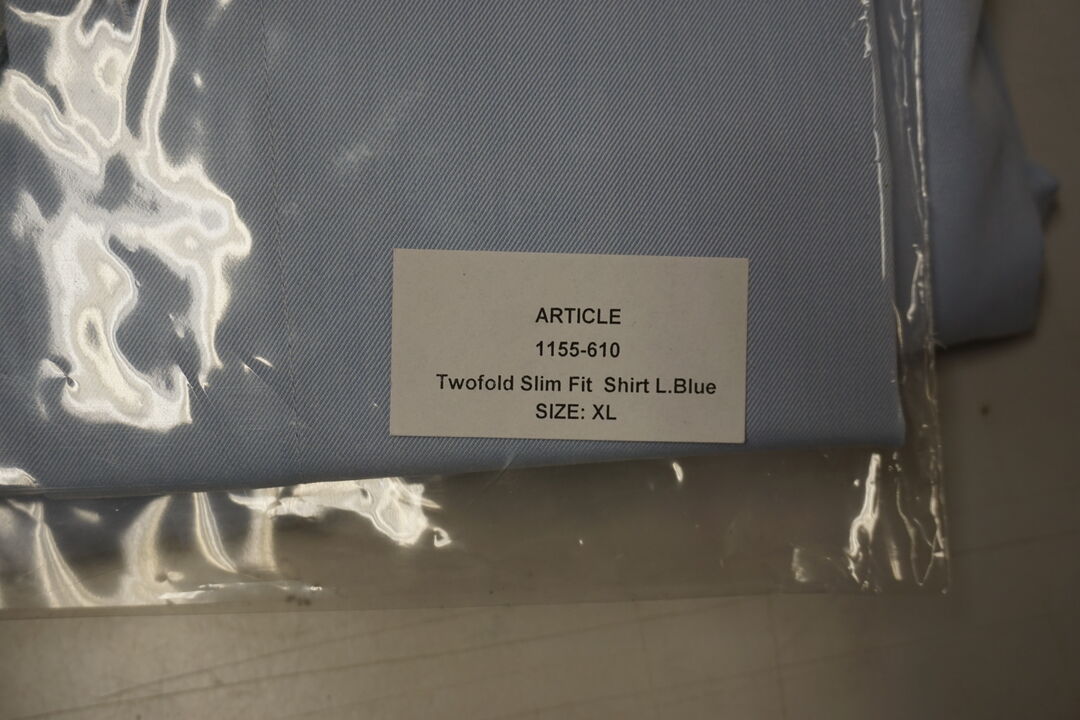 ARTICLE
1155-610
Twofold Slim Fit Shirt L.Blue
SIZE: XL